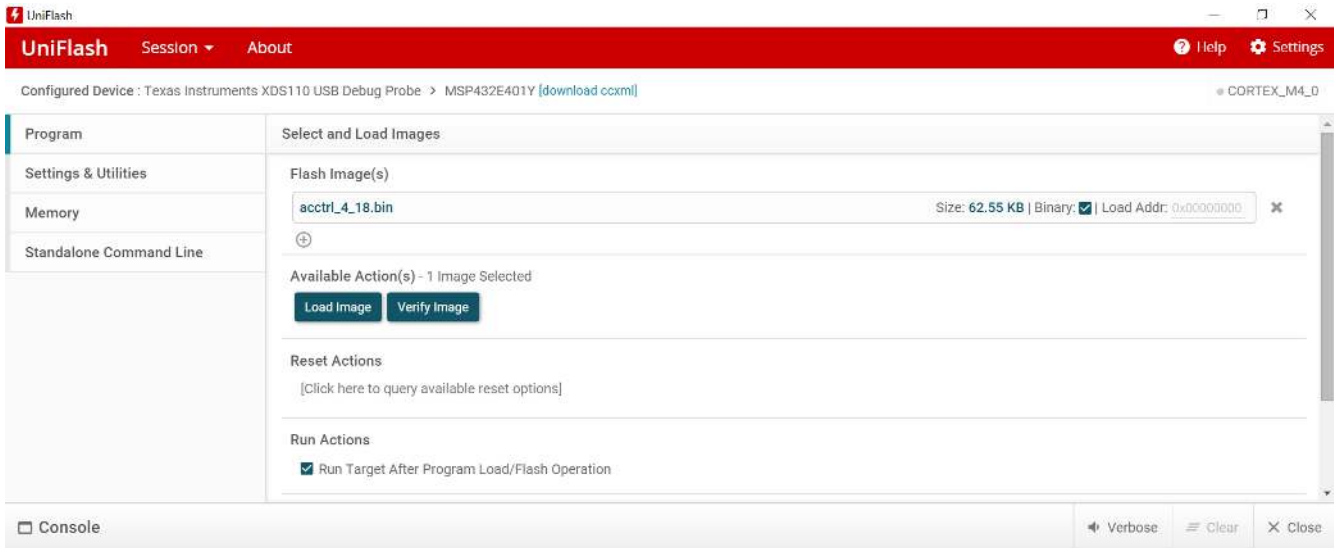 UniFlash
UniFlash Session About Help Settings
Configured Device : Texas Instruments XDS110 USB Debug Probe > MSP432E401Y [download ccxml] CORTEX_M4_0
Program
Settings & Utilities
Memory
Standalone Command Line
Select and Load Images
Flash Image(s)
acctrl_4_18.bin Size: 62.55 KB | Binary: | Load Addr: 0x00000000
Available Action(s) - 1 Image Selected
Load Image Verify Image
Reset Actions
[Click here to query available reset options]
Run Actions
Run Target After Program Load/Flash Operation
Console Verbose Clear Close